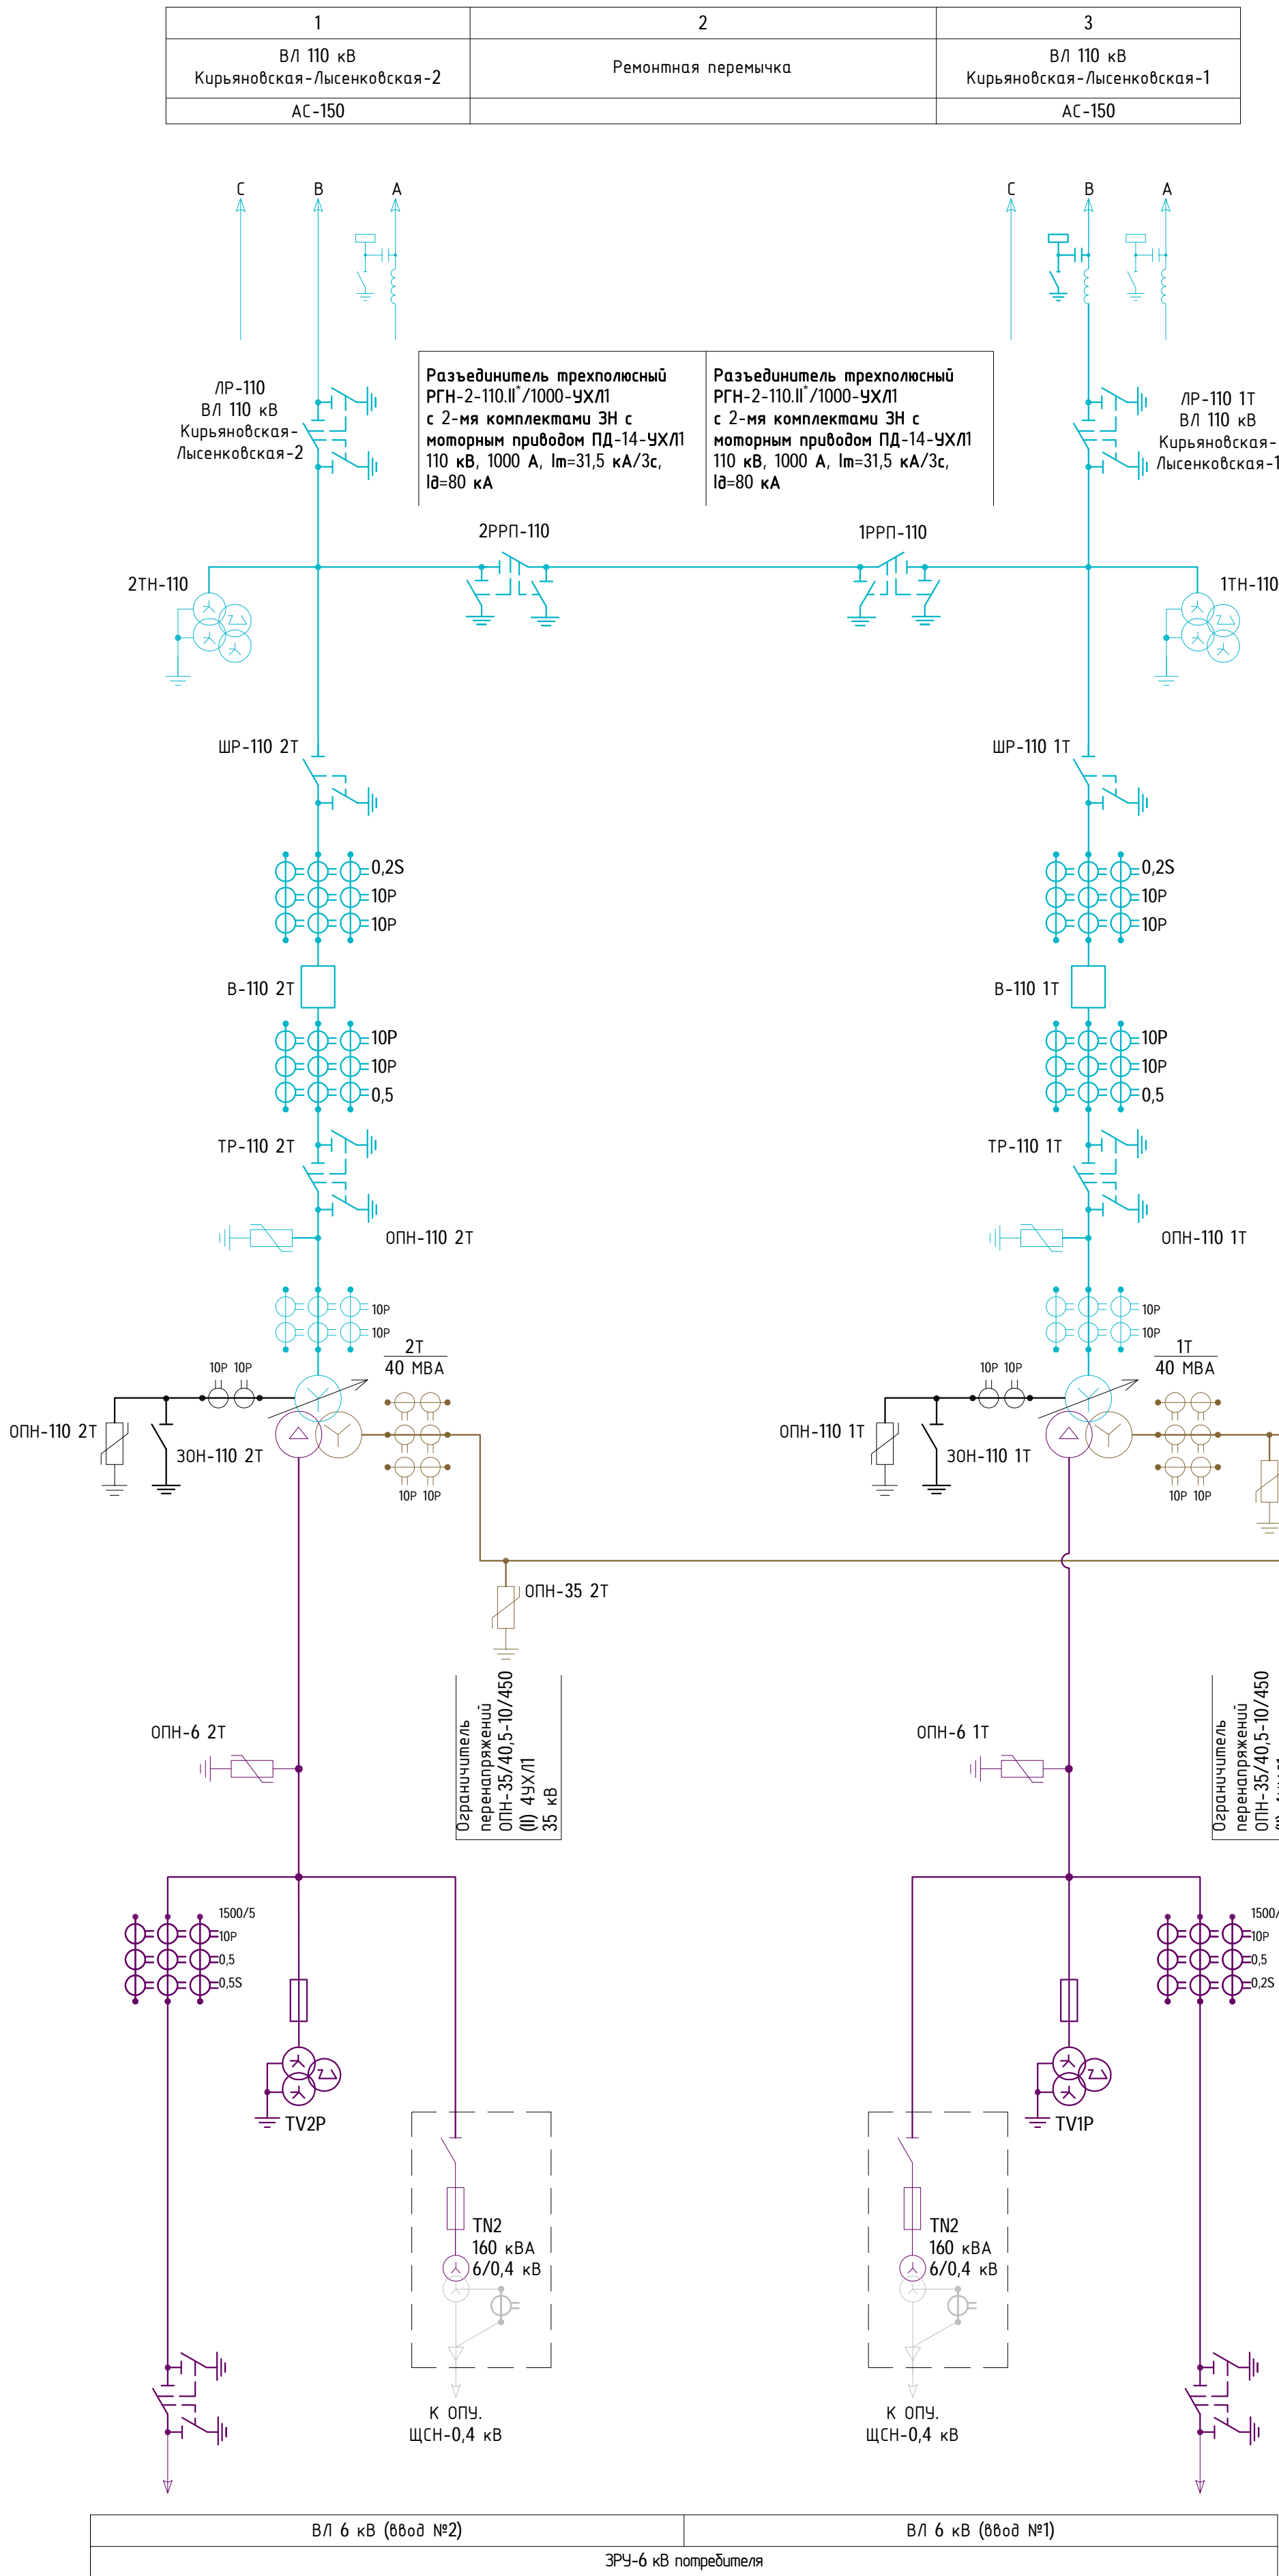 1
2
3
ВЛ 110 кВ
Кирьяновская-Лысенковская-2
Ремонтная перемычка
ВЛ 110 кВ
Кирьяновская-Лысенковская-1
АС-150
АС-150
С
В
А
С
В
А
ЛР-110
ВЛ 110 кВ
Кирьяновская-
Лысенковская-2
Разъединитель трехполюсный
РГН-2-110.II*/1000-УХЛ1
с 2-мя комплектами ЗН с
моторным приводом ПД-14-УХЛ1
110 кВ, 1000 А, Im=31,5 кА/3с,
Iд=80 кА
Разъединитель трехполюсный
РГН-2-110.II*/1000-УХЛ1
с 2-мя комплектами ЗН с
моторным приводом ПД-14-УХЛ1
110 кВ, 1000 А, Im=31,5 кА/3с,
Iд=80 кА
ЛР-110 1Т
ВЛ 110 кВ
Кирьяновская-
Лысенковская-1
2РРП-110
1РРП-110
2ТН-110
1ТН-110
ШР-110 2Т
ШР-110 1Т
0,2S
10Р
10Р
0,2S
10Р
10Р
В-110 2Т
В-110 1Т
10Р
10Р
0,5
10Р
10Р
0,5
ТР-110 2Т
ТР-110 1Т
ОПН-110 2Т
ОПН-110 1Т
10Р
10Р
10Р
10Р
2Т
40 МВА
1Т
40 МВА
10Р 10Р
10Р 10Р
ОПН-110 2Т
ЗОН-110 2Т
ОПН-110 1Т
ЗОН-110 1Т
10Р 10Р
10Р 10Р
ОПН-35 2Т
Ограничитель
перенапряжений
ОПН-35/40,5-10/450
(II) 4УХЛ1
35 кВ
Ограничитель
перенапряжений
ОПН-35/40,5-10/450
ОПН-6 2Т
ОПН-6 1Т
1500/5
10Р
0,5
0,5S
1500/
10Р
0,5
0,2S
TV2P
TV1P
TN2
160 кВА
6/0,4 кВ
TN2
160 кВА
6/0,4 кВ
К ОПУ.
ЩСН-0,4 кВ
К ОПУ.
ЩСН-0,4 кВ
ВЛ 6 кВ (ввод №2)
ВЛ 6 кВ (ввод №1)
ЗРУ-6 кВ потребителя